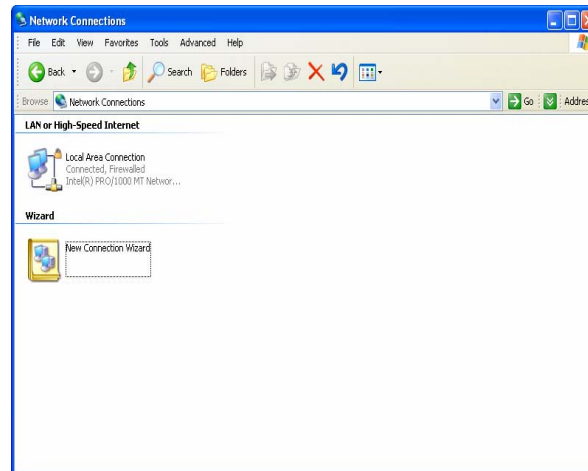 Network Connections
File Edit View Favorites Tools Advanced Help
Back Search Folders
Browse Network Connections Go Addres
LAN or High-Speed Internet
Local Area Connection
Connected, Firewalled
Intel(R) PRO/1000 MT Networ...
Wizard
New Connection Wizard